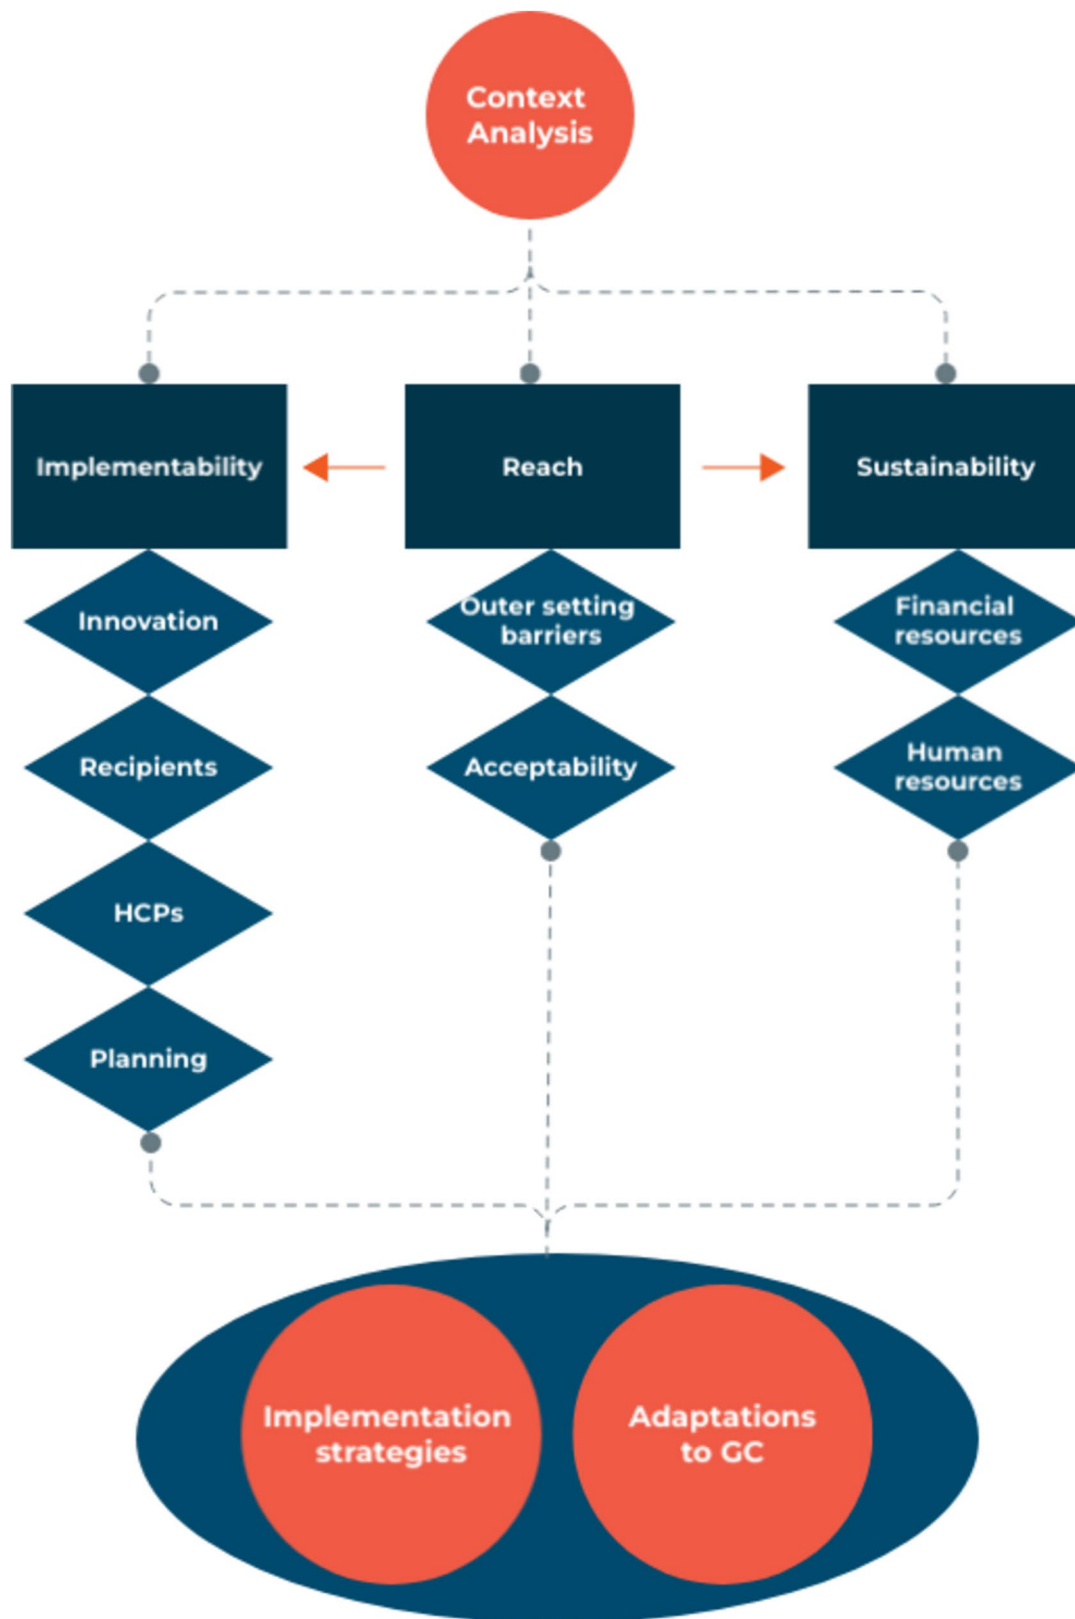 Context
Analysis
Implementability
Reach
Sustainability
Innovation
Recipients
HCPs
Planning
Outer setting
barriers
Acceptability
Financial
resources
Human
resources
Implementation
strategies
Adaptations
to GC